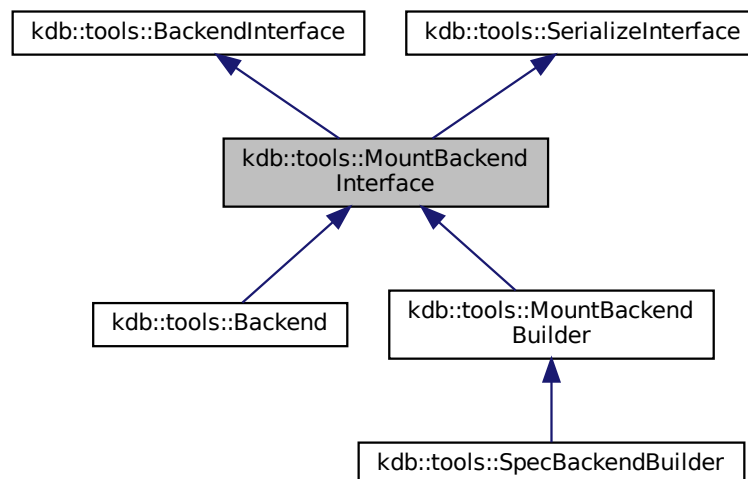 kdb::tools::BackendInterface
kdb::tools::SerializeInterface
kdb::tools::MountBackend
Interface
kdb::tools::Backend
kdb::tools::MountBackend
Builder
kdb::tools::SpecBackendBuilder